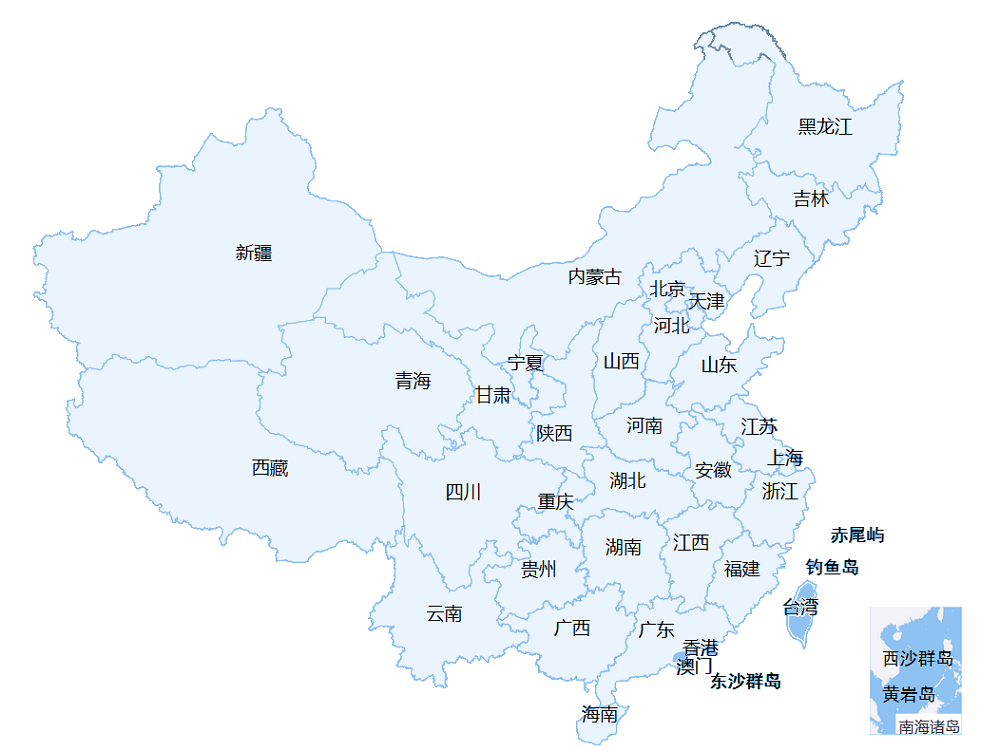 黑龙江
吉林
新疆
辽宁
内蒙古
北京
天津
河北
宁夏
山西
山东
青海
甘肃
河南
江苏
陕西
上海
西藏
安徽
湖北
四川
浙江
重庆
赤尾屿
湖南
江西
钓鱼岛
贵州
福建
台湾
云南
广西
广东
香港
西沙群岛
澳门
东沙群岛
黄岩岛
海南
南海诸岛